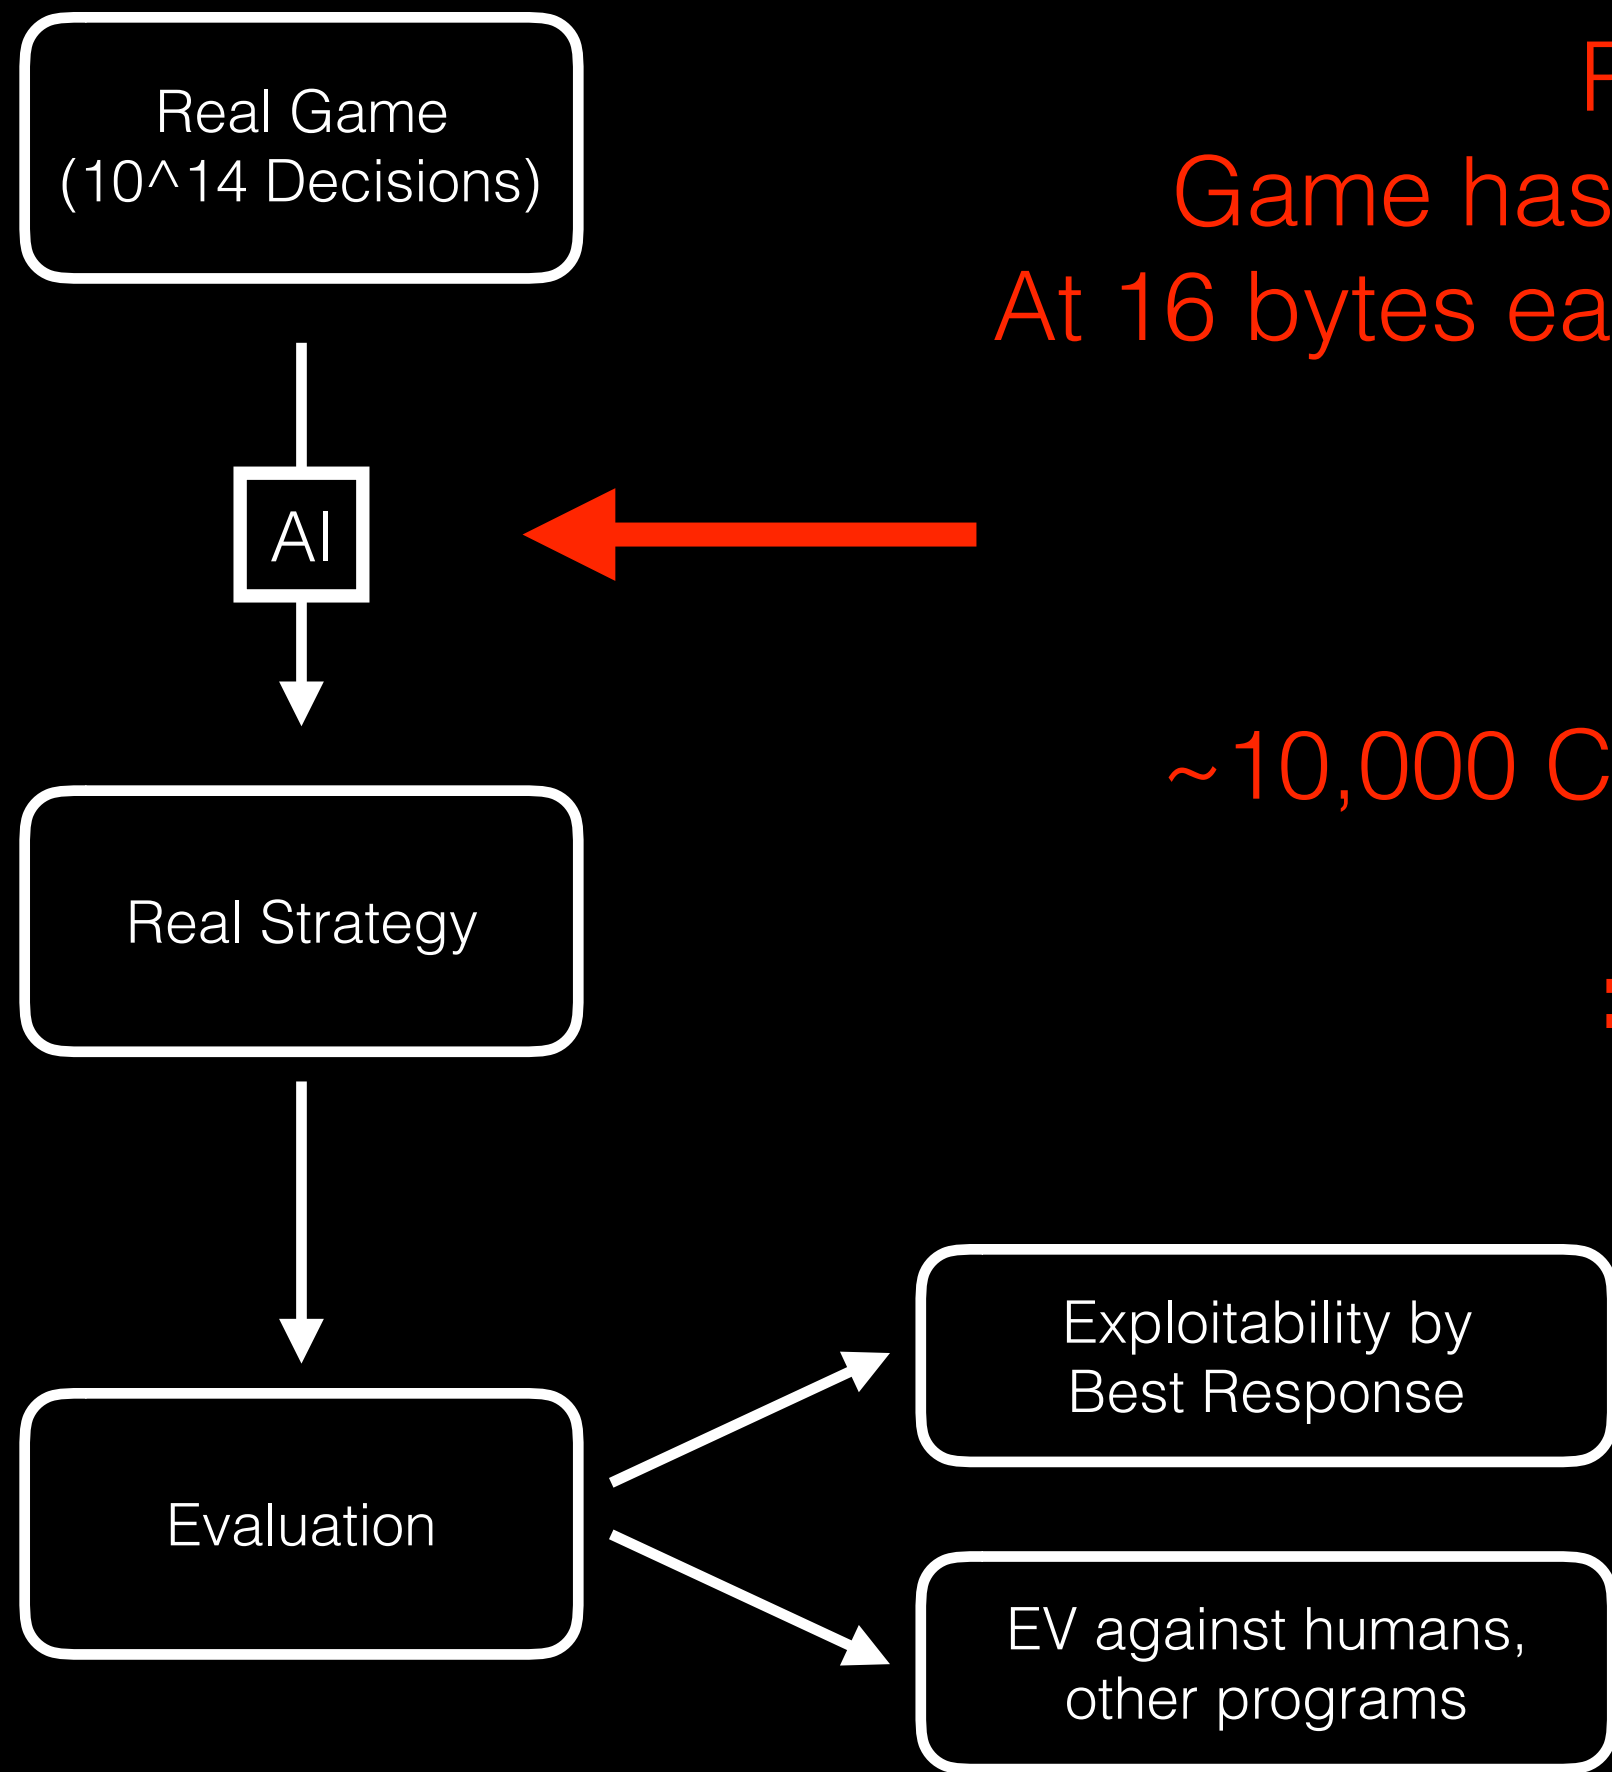 Real Game
(10^14 Decisions)
Game has
At 16 bytes
AI
~10,000
Real Strategy
Exploitability by
Best Response
Evaluation
EV against humans,
other programs